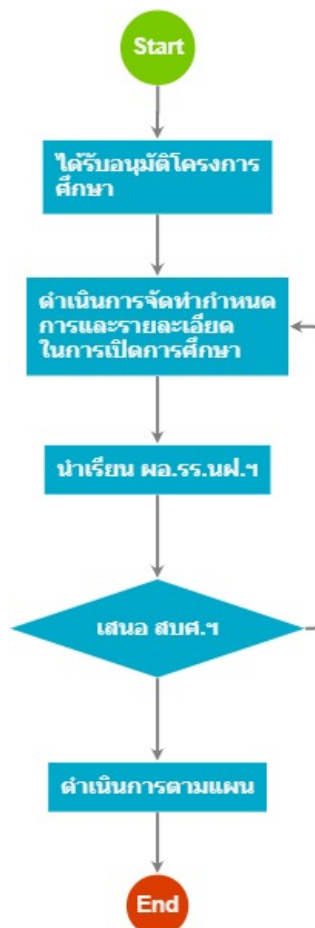 Start
ได้รับอนุมัติโครงการ
ศึกษา
ดำเนินการจัดทำกำหนด
การและรายละเอียด
ในการเปิดการศึกษา
นำเรียน ผอ.รร.นฝ.ฯ
เสนอ สบศ.ฯ
ดำเนินการตามแผน
End